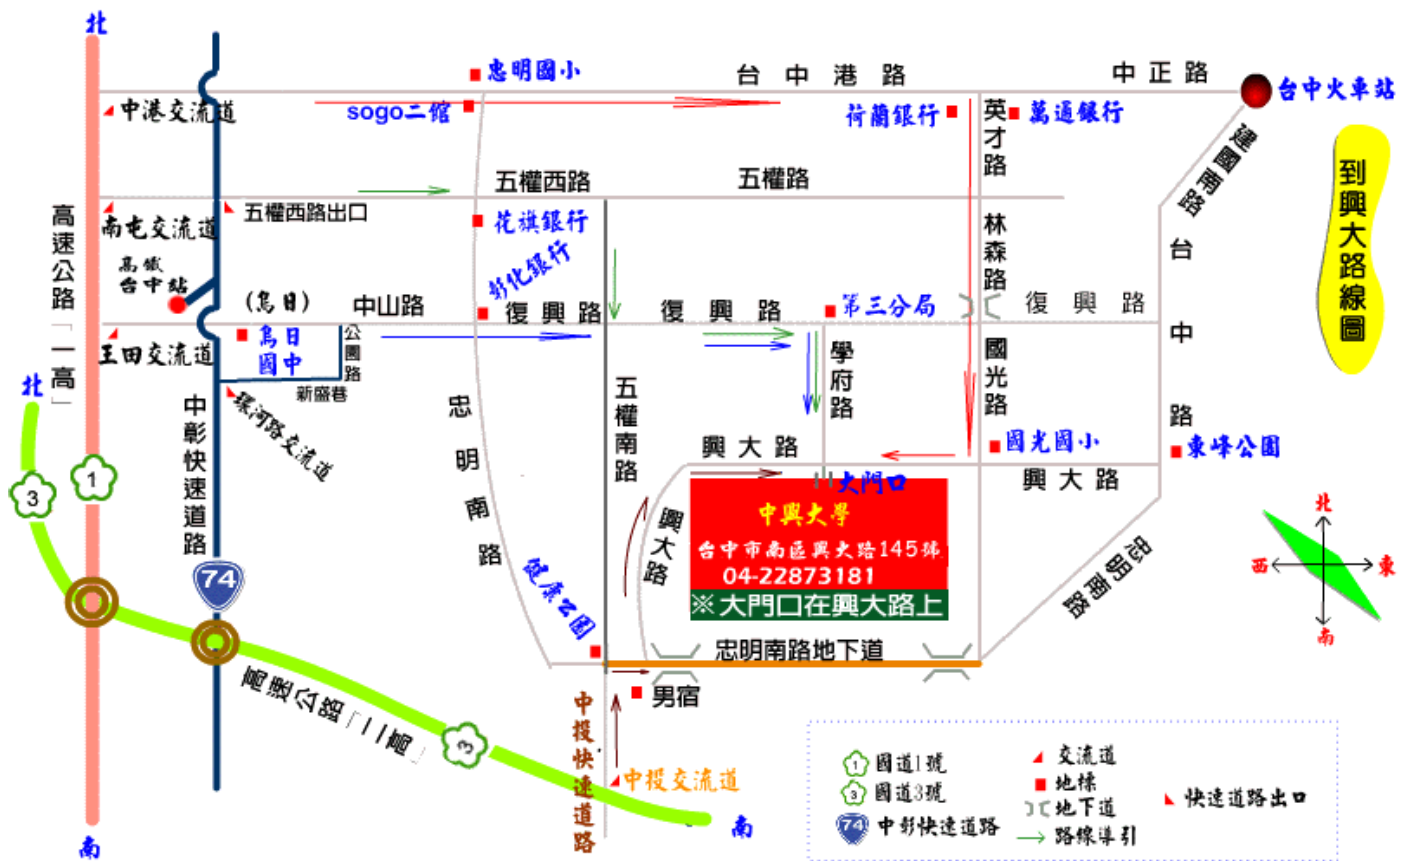 北
忠明國小
台中港路
中正路
台中火車站
中港交流道
sogo二館
荷蘭銀行
英才路
萬通銀行
建國南路
到興大路線圖
五權西路
五權路
高速公路「一高」
南屯交流道
五權西路出口
花旗銀行
林森路
台中路
高鐵
台中站
彰化銀行
(烏日)
中山路
復興路
復興路
第三分局
復興路
王田交流道
烏日
國中
公園路
新盛巷
學府路
國光路
北
中彰快速道路
環河路交流道
忠明南路
五權南路
興大路
國光國小
興大路
東峰公園
1
3
大門口
興大路
中興大學
台中市南區興大路145號
04-22873181
※大門口在興大路上
忠明南路
北
西
東
南
74
健康公園
忠明南路地下道
高速公路「二高」
男宿
中投快速道路
3
中投交流道
南
南
1
國道1號
3
國道3號
74
中彰快速道路
交流道
地標
地下道
路線導引
快速道路出口